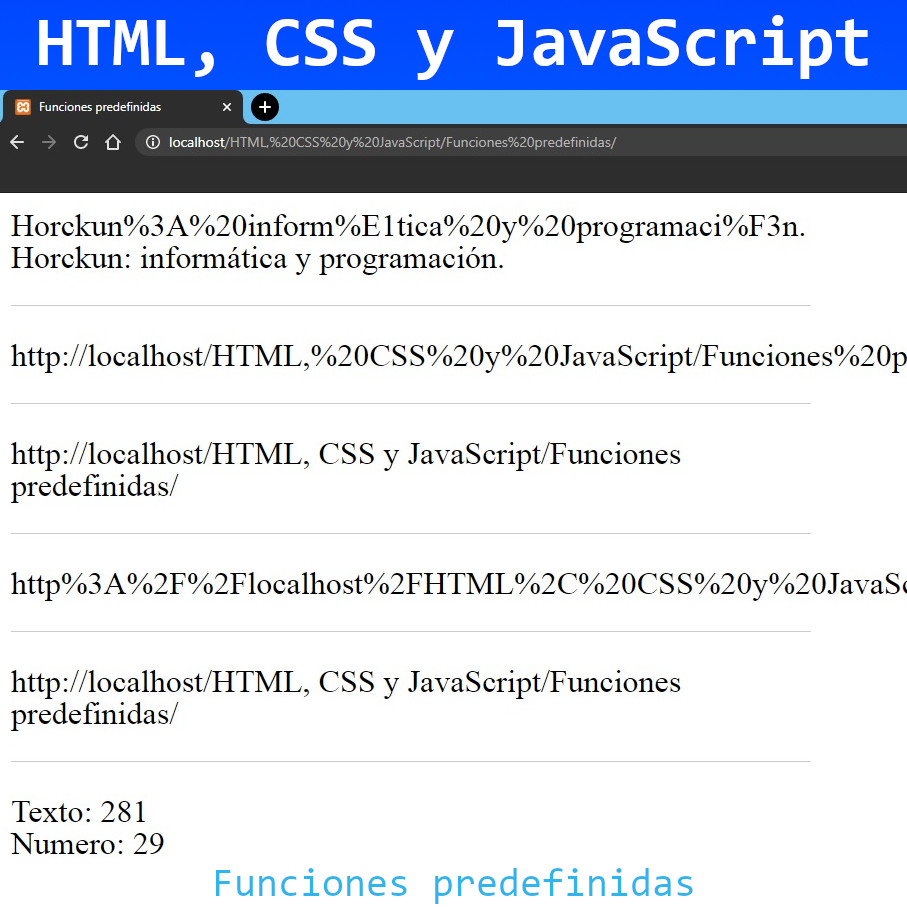 HTML, CSS y JavaScript
Funciones predefinidas
localhost/HTML,%20CSS%20y%20JavaScript/Funciones%20predefinidas/
Horckun%3A%20inform%E1tica%20y%20programaci%F3n.
Horckun: informática y programación.
http://localhost/HTML,%20CSS%20y%20JavaScript/Funciones%20p
http://localhost/HTML, CSS y JavaScript/Funciones
predefinidas/
http%3A%2F%2Flocalhost%2FHTML%2C%20CSS%20y%20JavaSc
http://localhost/HTML, CSS y JavaScript/Funciones
predefinidas/
Texto: 281
Numero: 29
Funciones predefinidas